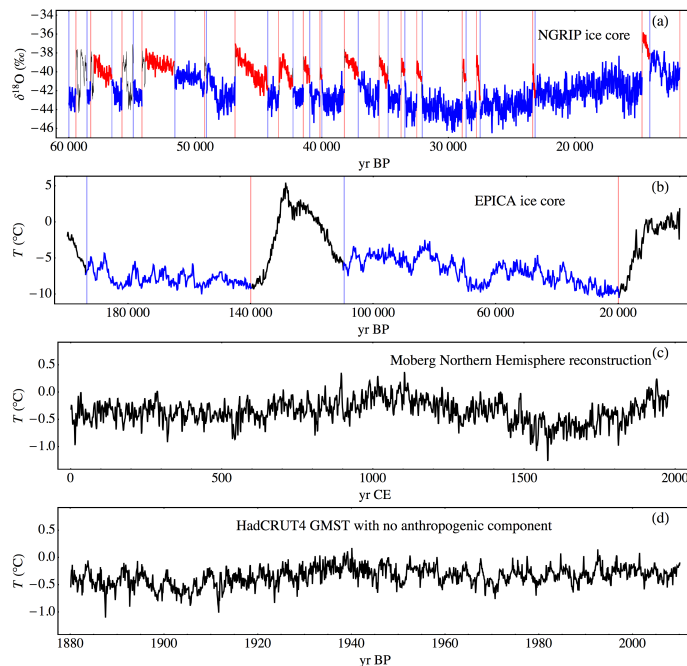 −34
−36
−38
−40
−42
−44
−46
δ¹⁸O (‰)
(a)
NGRIP ice core
60 000
50 000
40 000
30 000
20 000
yr BP
5
0
−5
−10
T (°C)
(b)
EPICA ice core
180 000
140 000
100 000
60 000
20 000
yr BP
0.5
0.0
−0.5
−1.0
T (°C)
(c)
Moberg Northern Hemisphere reconstruction
0
500
1000
1500
2000
yr CE
0.5
0.0
−0.5
−1.0
T (°C)
(d)
HadCRUT4 GMST with no anthropogenic component
1880
1900
1920
1940
1960
1980
2000
yr BP